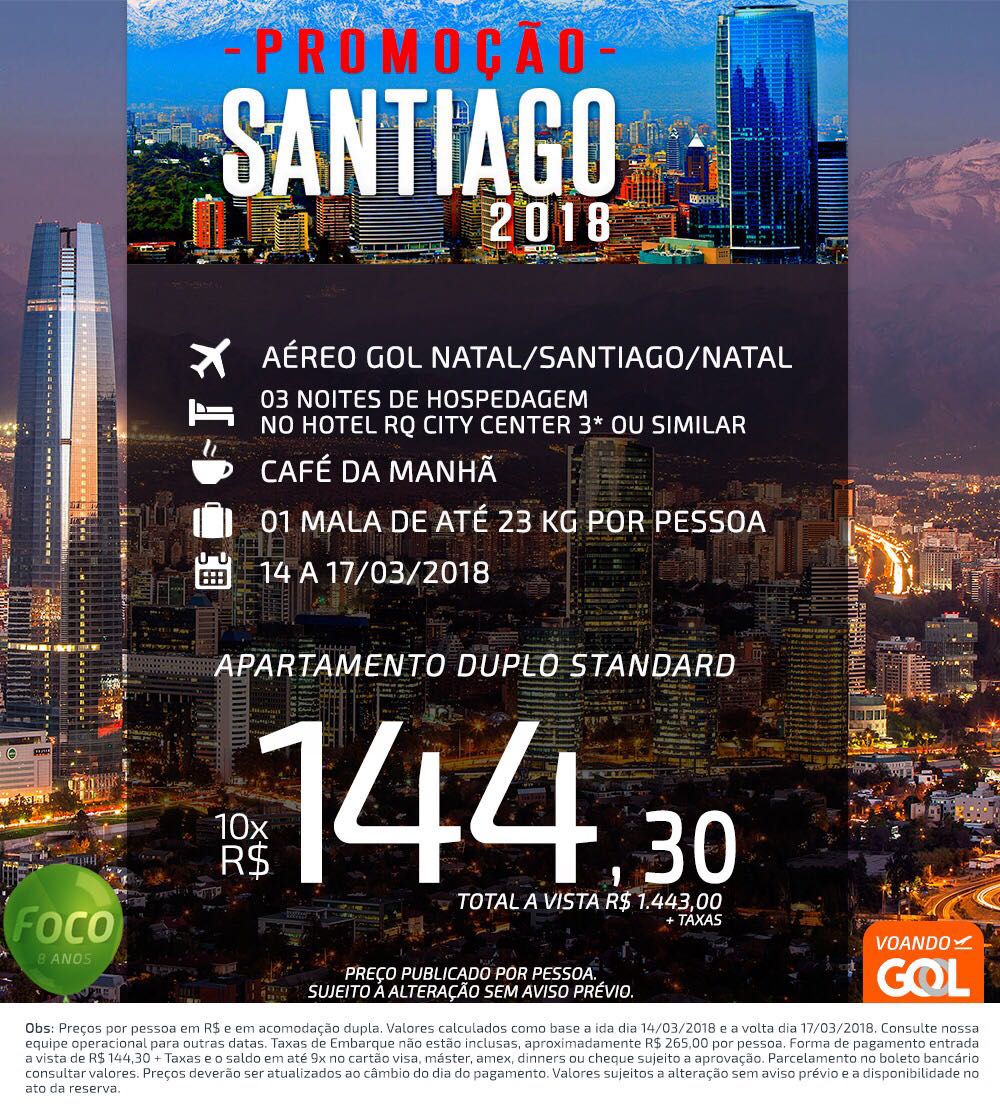 - PROMOÇÃO -
SANTIAGO
2018
AÉREO GOL NATAL/SANTIAGO/NATAL
03 NOITES DE HOSPEDAGEM
NO HOTEL RQ CITY CENTER 3* OU SIMILAR
CAFÉ DA MANHÃ
01 MALA DE ATÉ 23 KG POR PESSOA
14 A 17/03/2018
APARTAMENTO DUPLO STANDARD
10x
R$ 144,30
TOTAL A VISTA R$ 1.443,00
+ TAXAS
FOCO
8 ANOS
VOANDO
GOL
PREÇO PUBLICADO POR PESSOA.
SUJEITO À ALTERAÇÃO SEM AVISO PRÉVIO.
Obs: Preços por pessoa em R$ e em acomodação dupla. Valores calculados como base a ida dia 14/03/2018 e a volta dia 17/03/2018. Consulte nossa
equipe operacional para outras datas. Taxas de Embarque não estão inclusas, aproximadamente R$ 265,00 por pessoa. Forma de pagamento entrada
a vista de R$ 144,30 + Taxas e o saldo em até 9x no cartão visa, máster, amex, dinners ou cheque sujeito a aprovação. Parcelamento no boleto bancário
consultar valores. Preços deverão ser atualizados ao câmbio do dia do pagamento. Valores sujeitos a alteração sem aviso prévio e a disponibilidade no
ato da reserva.